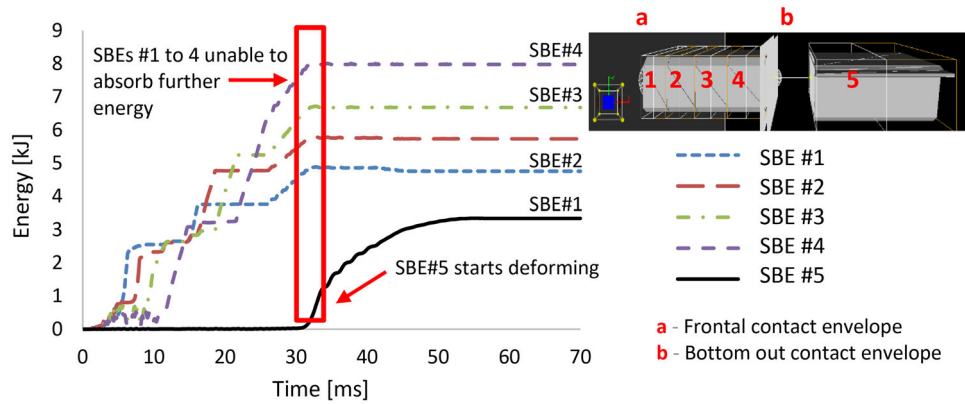 9
8
7
6
5
4
3
2
1
0
Energy [kJ]
0
10
20
30
40
50
60
70
Time [ms]
SBEs #1 to 4 unable to
absorb further
energy
SBE#4
SBE#3
SBE#2
SBE#1
SBE#5 starts deforming
a
b
1
2
3
4
5
SBE #1
SBE #2
SBE #3
SBE #4
SBE #5
a - Frontal contact envelope
b - Bottom out contact envelope